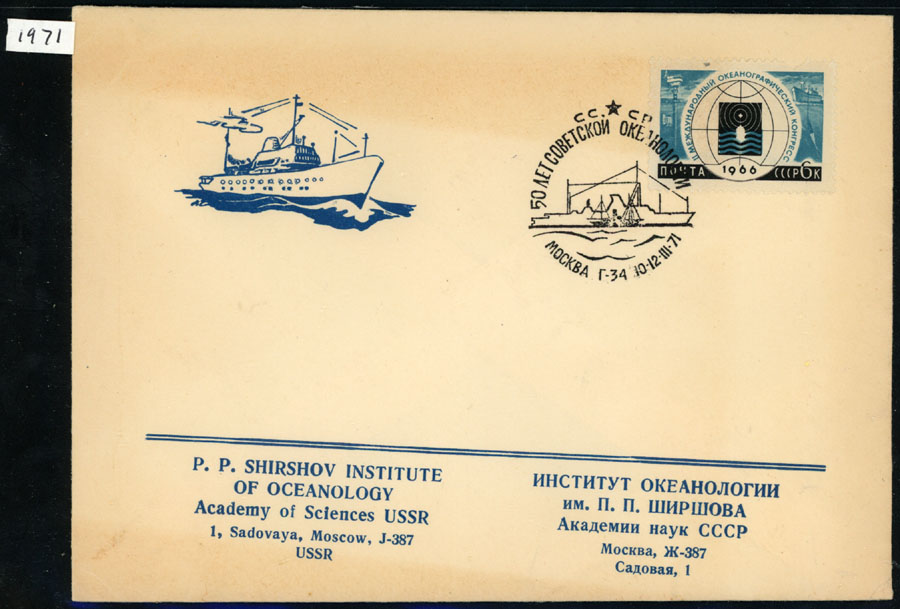 1971
II МЕЖДУНАРОДНЫЙ ОКЕАНОГРАФИЧЕСКИЙ КОНГРЕСС
ПОЧТА 1966 СССР 6К
СССР
50 ЛЕТ СОВЕТСКОЙ ОКЕАНОЛОГИИ
МОСКВА Г-34 10-12-III-71
P. P. SHIRSHOV INSTITUTE
OF OCEANOLOGY
Academy of Sciences USSR
1, Sadovaya, Moscow, J-387
USSR
ИНСТИТУТ ОКЕАНОЛОГИИ
им. П. П. ШИРШОВА
Академии наук СССР
Москва, Ж-387
Садовая, 1